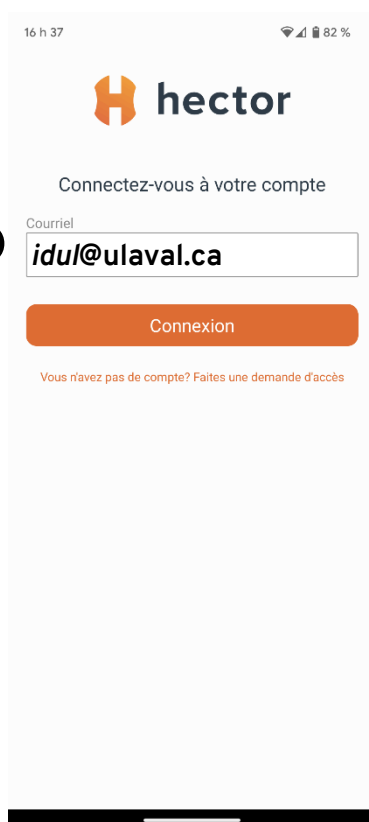 16 h 37 82 %
hector
Connectez-vous à votre compte
Courriel
idul@ulaval.ca
Connexion
Vous n'avez pas de compte? Faites une demande d'accès